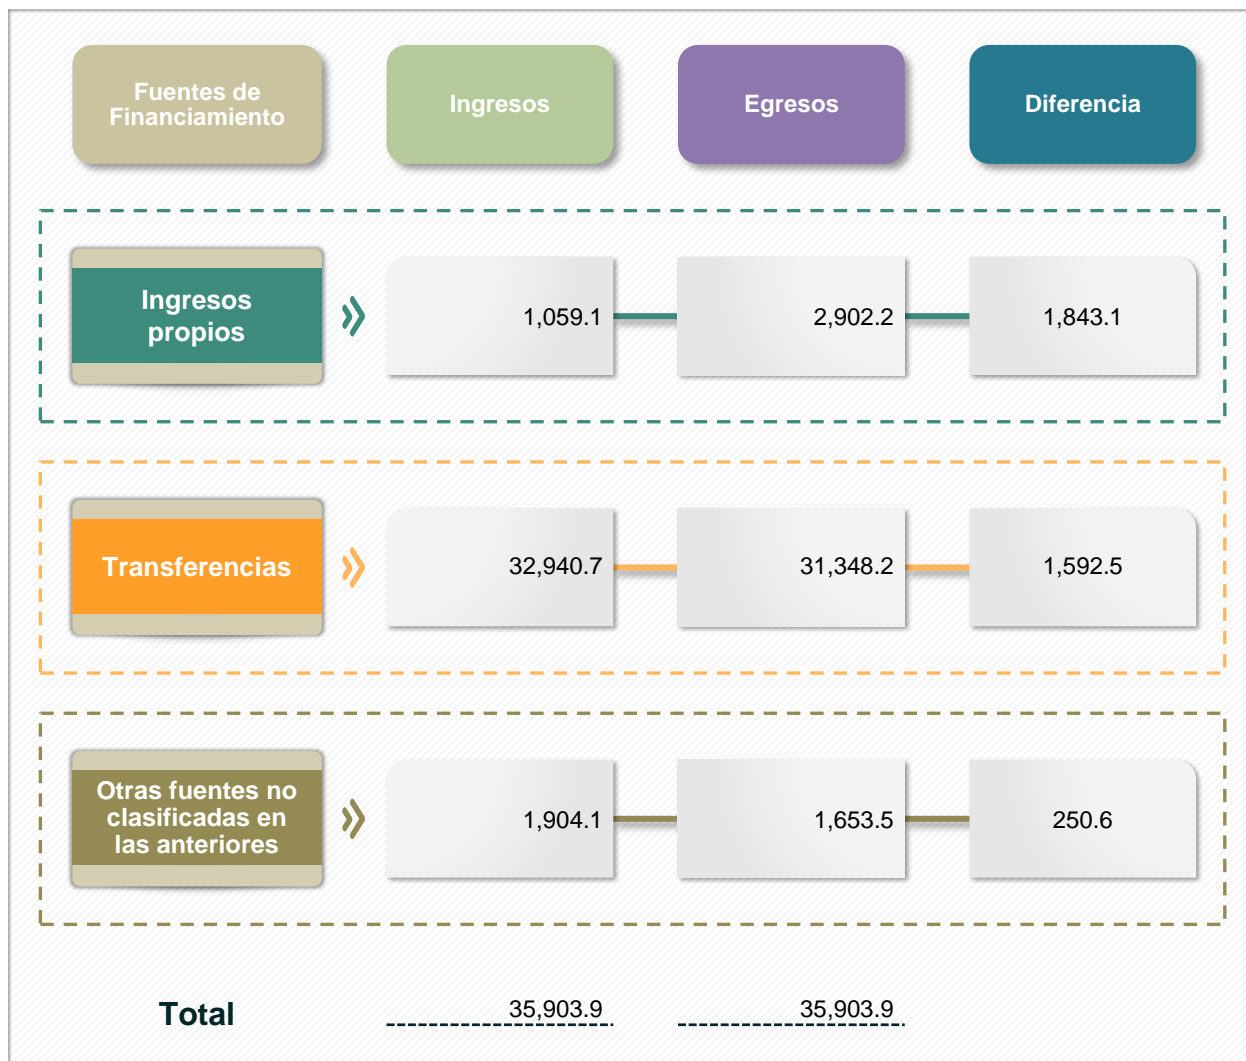 Fuentes de
Financiamiento
Ingresos
Egresos
Diferencia
Ingresos
propios
1,059.1
2,902.2
1,843.1
Transferencias
32,940.7
31,348.2
1,592.5
Otras fuentes no
clasificadas en
las anteriores
1,904.1
1,653.5
250.6
Total
35,903.9
35,903.9